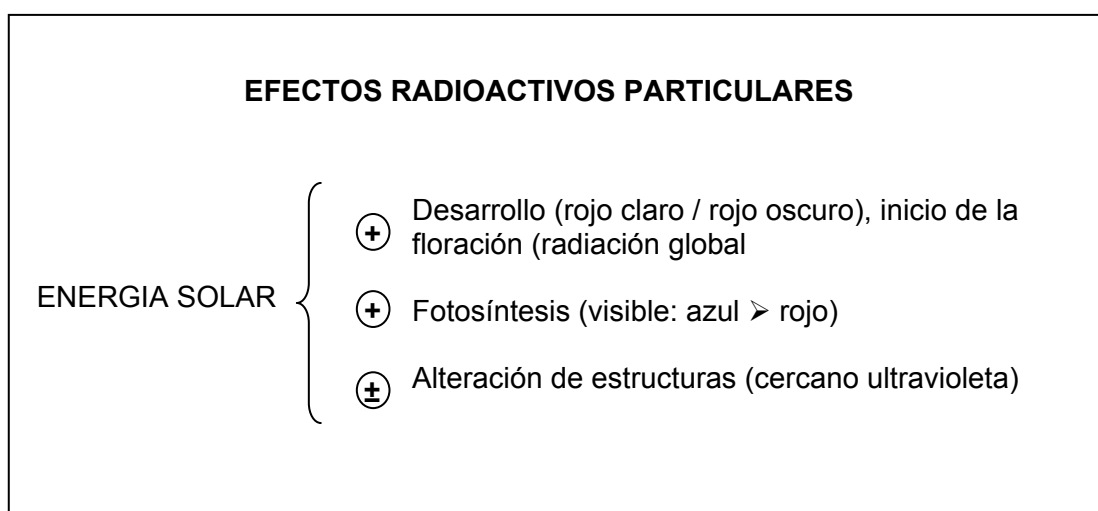 EFECTOS RADIOACTIVOS PARTICULARES
+ Desarrollo (rojo claro / rojo oscuro), inicio de la
floración (radiación global
ENERGIA SOLAR
+ Fotosíntesis (visible: azul ➢ rojo)
± Alteración de estructuras (cercano ultravioleta)